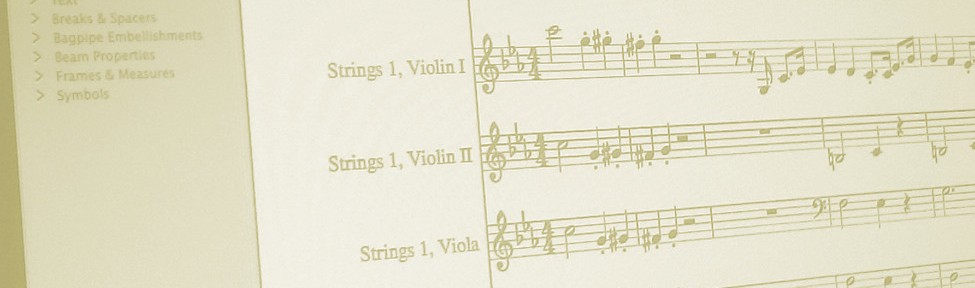 Text
Breaks & Spacers
Bagpipe Embellishments
Beam Properties
Frames & Measures
Symbols
Strings 1, Violin I
Strings 1, Violin II
Strings 1, Viola